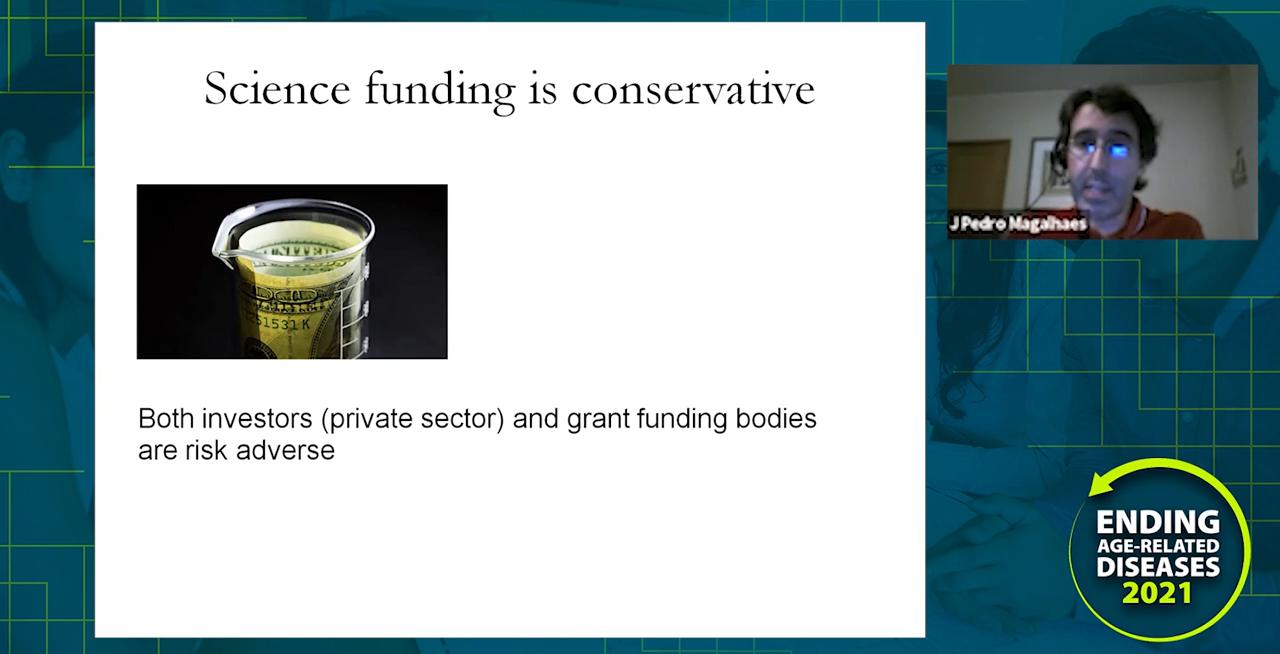 Science funding is conservative
Both investors (private sector) and grant funding bodies
are risk adverse
J Pedro Magalhaes
ENDING
AGE-RELATED
DISEASES
2021